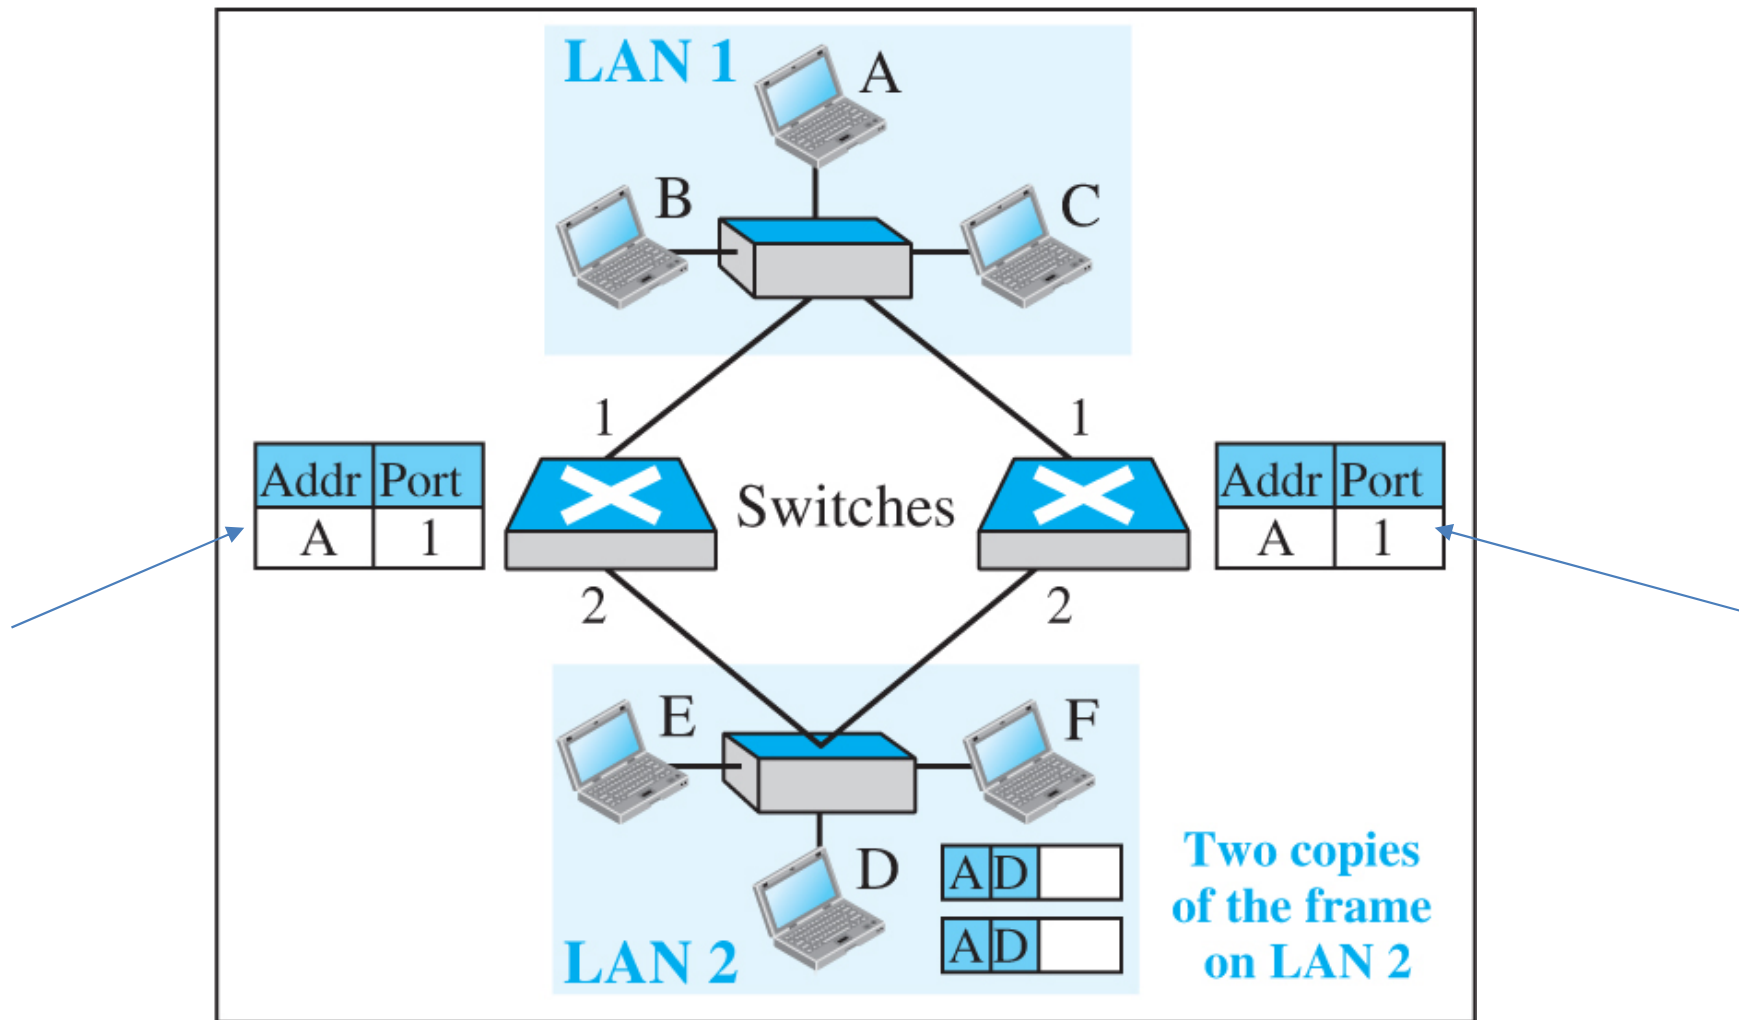 LAN 1
A
B
C
1
1
Addr Port
A 1
Switches
Addr Port
A 1
2
2
E
F
D
A D
A D
Two copies
of the frame
on LAN 2
LAN 2